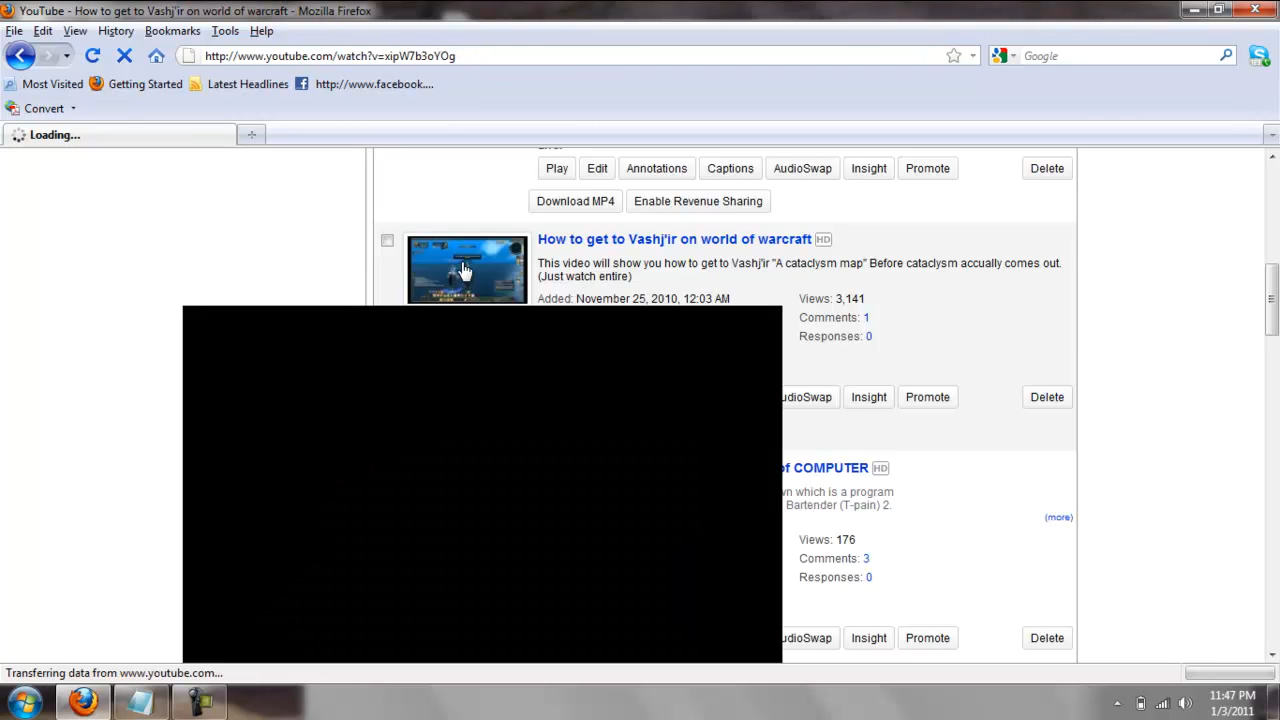 YouTube - How to get to Vashj'ir on world of warcraft - Mozilla Firefox
File Edit View History Bookmarks Tools Help
http://www.youtube.com/watch?v=xipW7b3oYOg
Google
Most Visited Getting Started Latest Headlines http://www.facebook....
Convert
Loading...
Play Edit Annotations Captions AudioSwap Insight Promote Delete
Download MP4 Enable Revenue Sharing
How to get to Vashj'ir on world of warcraft HD
This video will show you how to get to Vashj'ir "A cataclysm map" Before cataclysm accually comes out.
(Just watch entire)
Added: November 25, 2010, 12:03 AM Views: 3,141
Comments: 1
Responses: 0
udioSwap Insight Promote Delete
of COMPUTER HD
wn which is a program
Bartender (T-pain) 2.
(more)
Views: 176
Comments: 3
Responses: 0
udioSwap Insight Promote Delete
Transferring data from www.youtube.com...
11:47 PM
1/3/2011